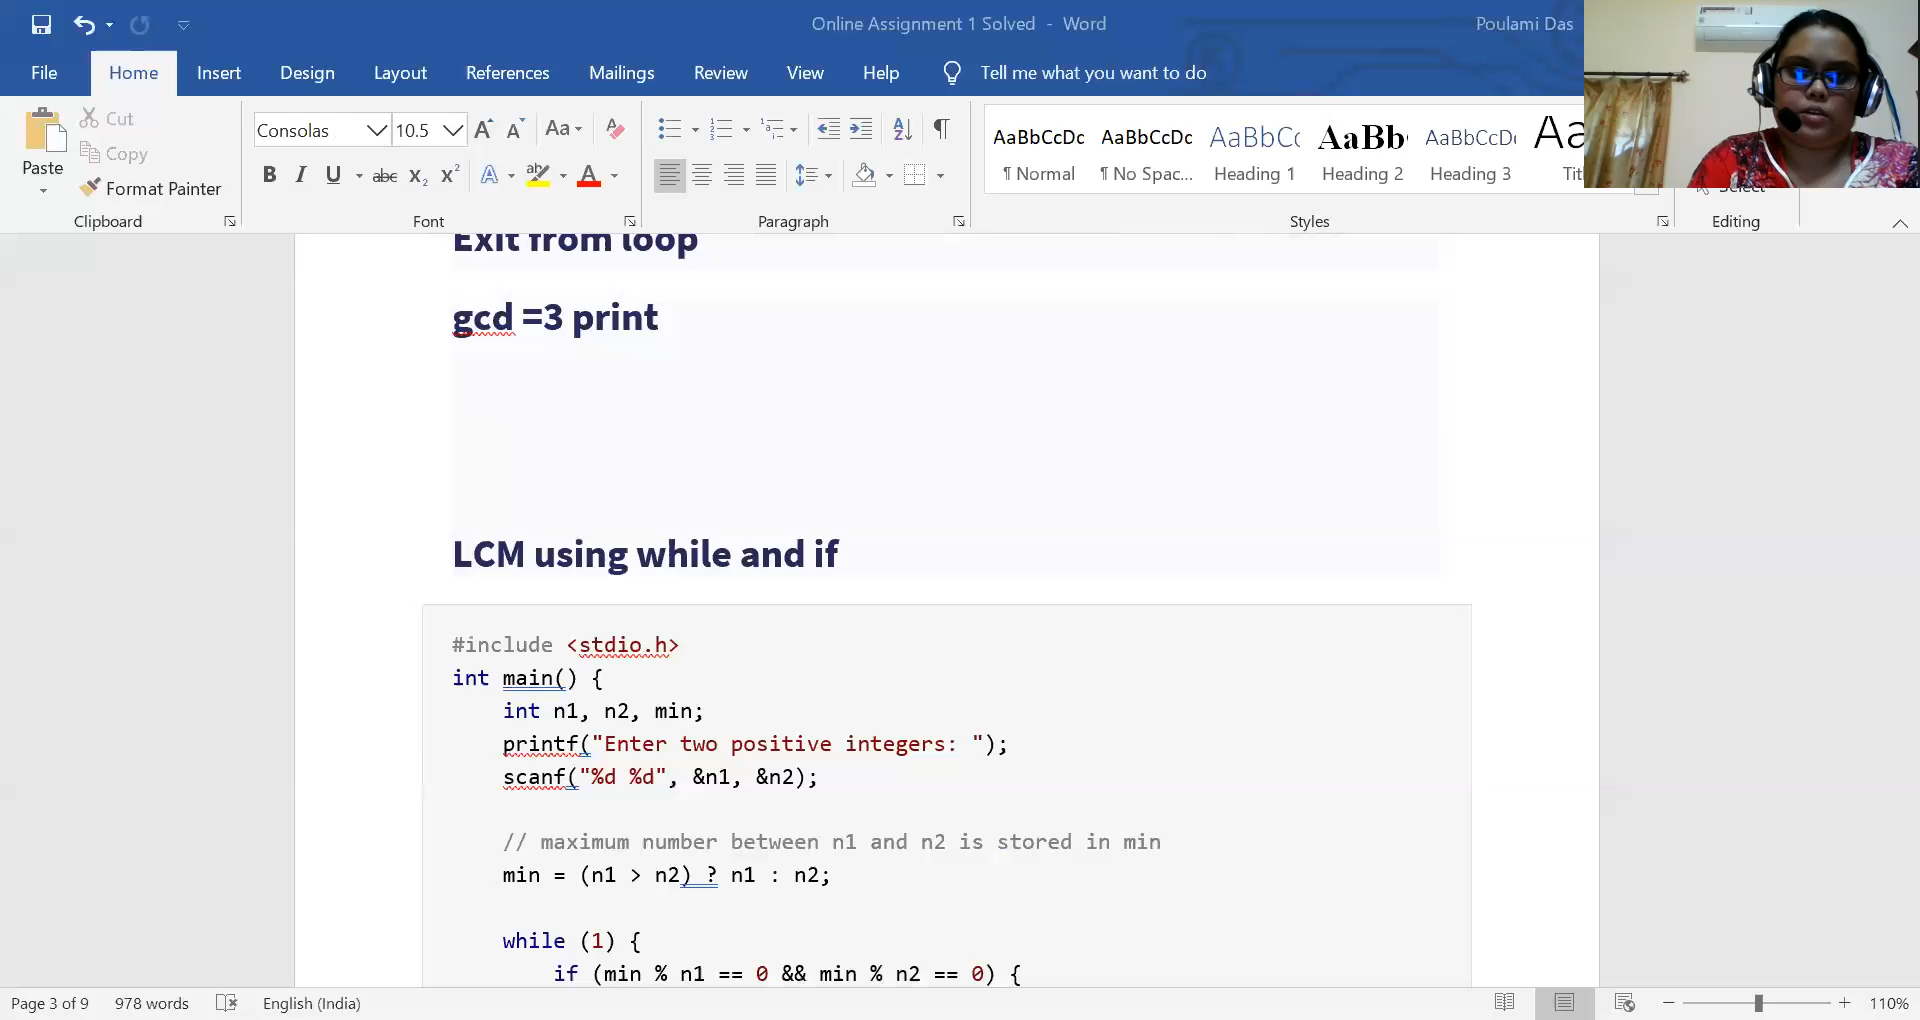 Online Assignment 1 Solved - Word
Poulami Das
File Home Insert Design Layout References Mailings Review View Help Tell me what you want to do
Paste
Cut
Copy
Format Painter
Clipboard
Consolas 10.5
Font
Paragraph
AaBbCcDc AaBbCcDc AaBbC( AaBb( AaBbCcD( Aa
¶ Normal ¶ No Spac... Heading 1 Heading 2 Heading 3
Styles
Select
Editing
Exit from loop
gcd =3 print
LCM using while and if
#include <stdio.h>
int main() {
int n1, n2, min;
printf("Enter two positive integers: ");
scanf("%d %d", &n1, &n2);
// maximum number between n1 and n2 is stored in min
min = (n1 > n2) ? n1 : n2;
while (1) {
if (min % n1 == 0 && min % n2 == 0) {
Page 3 of 9 978 words English (India) 110%